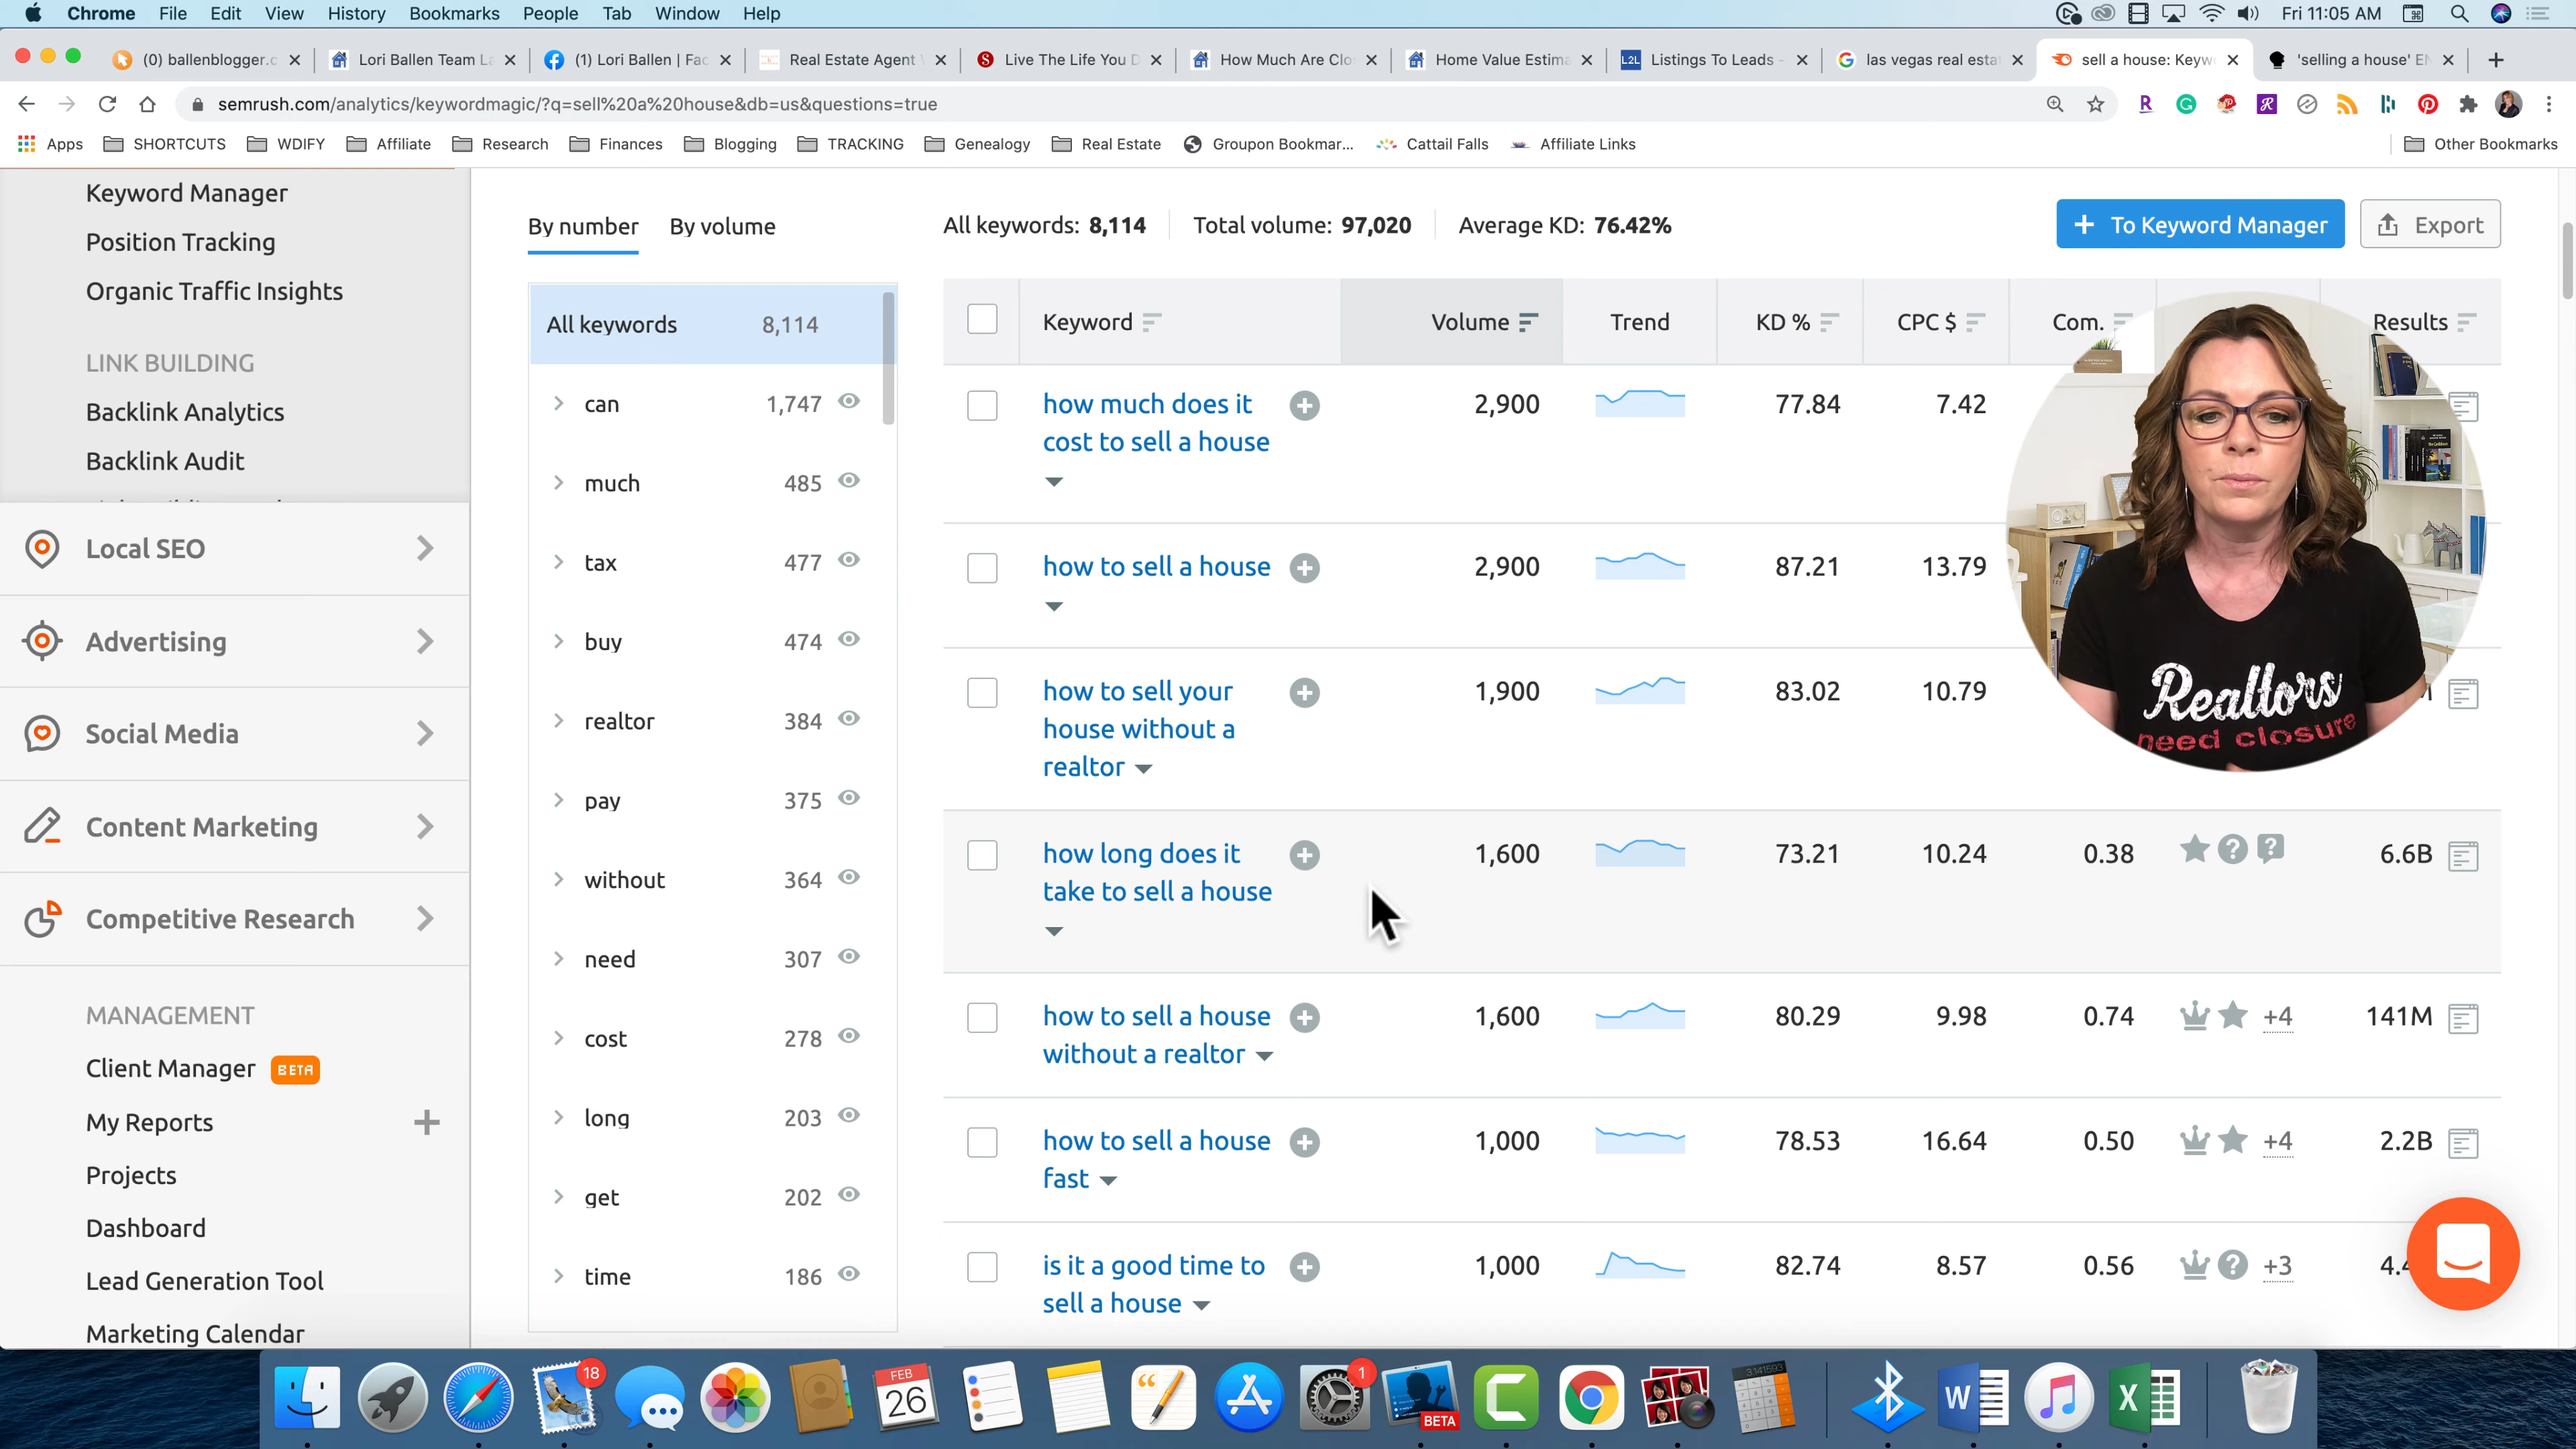 Chrome File Edit View History Bookmarks People Tab Window Help Fri 11:05 AM
(0) ballenblogger.c Lori Ballen Team La (1) Lori Ballen | Fac Real Estate Agent Live The Life You D How Much Are Clo Home Value Estima L2L Listings To Leads - las vegas real esta sell a house: Keyw 'selling a house' EN
semrush.com/analytics/keywordmagic/?q=sell%20a%20house&db=us&questions=true
Apps SHORTCUTS WDIFY Affiliate Research Finances Blogging TRACKING Genealogy Real Estate Groupon Bookmar... Cattail Falls Affiliate Links Other Bookmarks
Keyword Manager
Position Tracking
Organic Traffic Insights
LINK BUILDING
Backlink Analytics
Backlink Audit
Local SEO
Advertising
Social Media
Content Marketing
Competitive Research
MANAGEMENT
Client Manager BETA
My Reports
Projects
Dashboard
Lead Generation Tool
Marketing Calendar
By number By volume
All keywords 8,114
can 1,747
much 485
tax 477
buy 474
realtor 384
pay 375
without 364
need 307
cost 278
long 203
get 202
time 186
All keywords: 8,114 Total volume: 97,020 Average KD: 76.42%
+ To Keyword Manager Export
Keyword Volume Trend KD % CPC $ Com. Results
how much does it 2,900 77.84 7.42
cost to sell a house
how to sell a house 2,900 87.21 13.79
how to sell your 1,900 83.02 10.79
house without a
realtor
how long does it 1,600 73.21 10.24 0.38 6.6B
take to sell a house
how to sell a house 1,600 80.29 9.98 0.74 +4 141M
without a realtor
how to sell a house 1,000 78.53 16.64 0.50 +4 2.2B
fast
is it a good time to 1,000 82.74 8.57 0.56 +3 4.4
sell a house
Realtors
need closure
18
FEB
26
1
BETA
3.141593
W
X